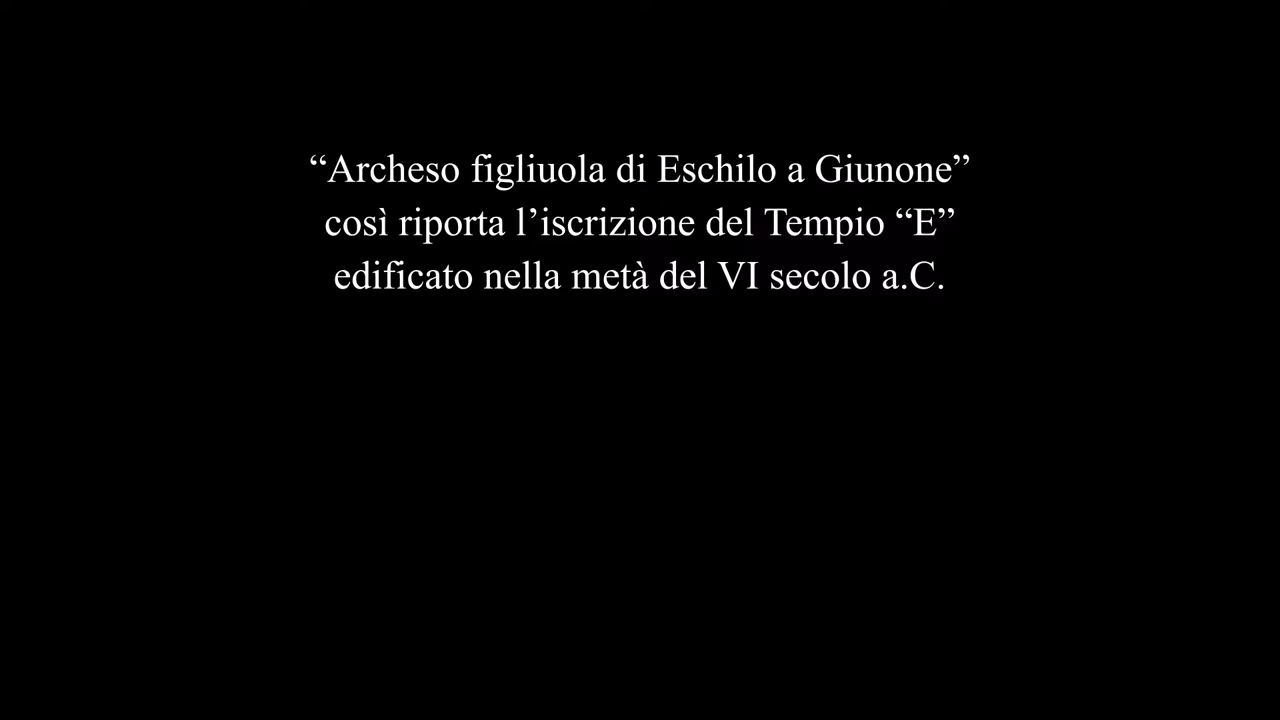 “Archeso figliuola di Eschilo a Giunone”
così riporta l’iscrizione del Tempio “E”
edificato nella metà del VI secolo a.C.